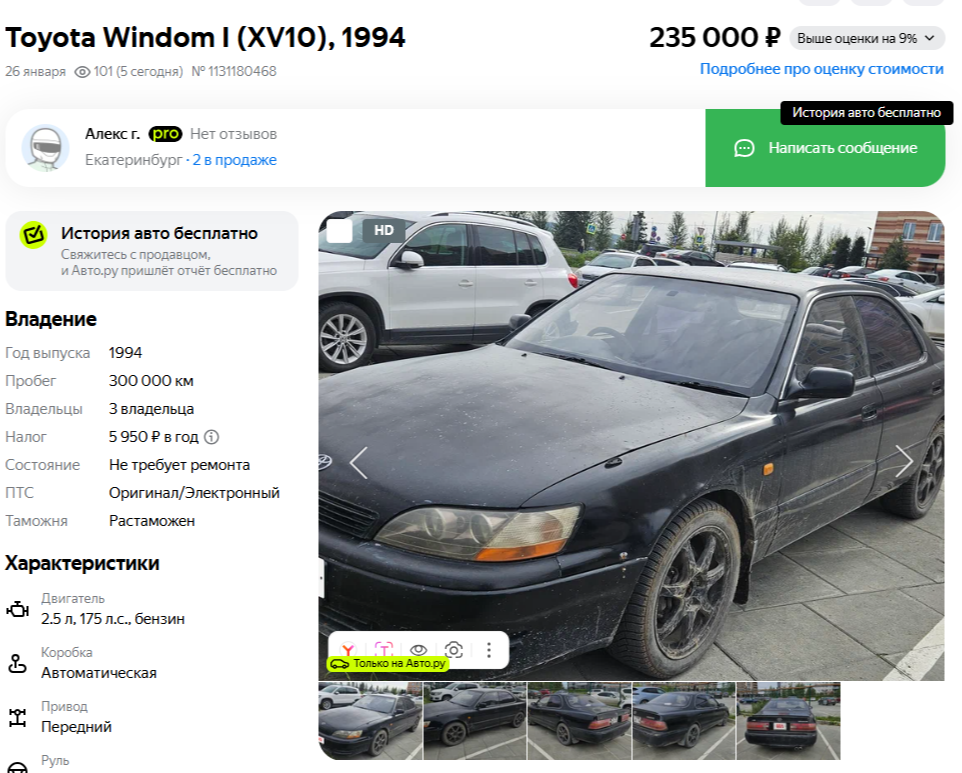 Toyota Windom I (XV10), 1994
235 000 ₽
Выше оценки на 9%
26 января 101 (5 сегодня) № 1131180468
Подробнее про оценку стоимости
История авто бесплатно
Алекс г. pro Нет отзывов
Екатеринбург · 2 в продаже
Написать сообщение
История авто бесплатно
Свяжитесь с продавцом,
и Авто.ру пришлёт отчёт бесплатно
HD
Владение
Год выпуска 1994
Пробег 300 000 км
Владельцы 3 владельца
Налог 5 950 ₽ в год
Состояние Не требует ремонта
ПТС Оригинал/Электронный
Таможня Растаможен
Характеристики
Двигатель
2.5 л, 175 л.с., бензин
Коробка
Автоматическая
Привод
Передний
Руль
Y T
Только на Авто.ру